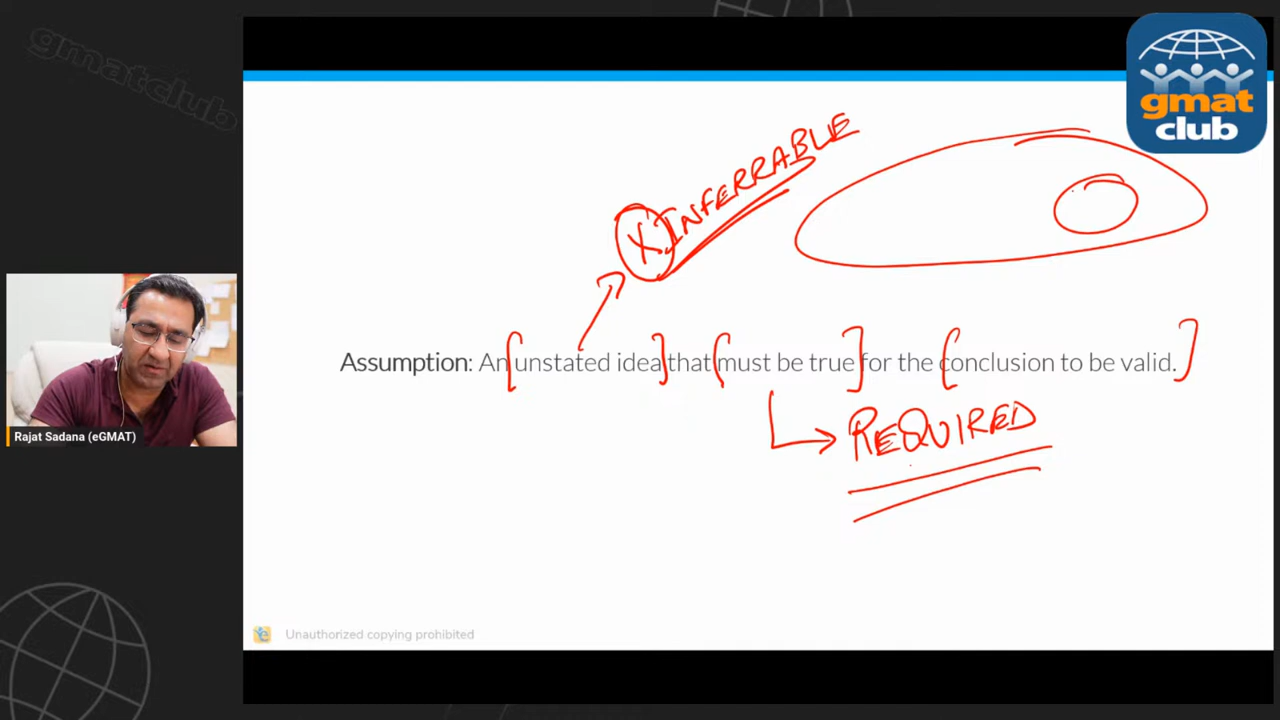 gmatclub
gmat
club
X INFERRABLE
Assumption: An [unstated idea] that [must be true] for the [conclusion to be valid.]
REQUIRED
Rajat Sadana (eGMAT)
e Unauthorized copying prohibited